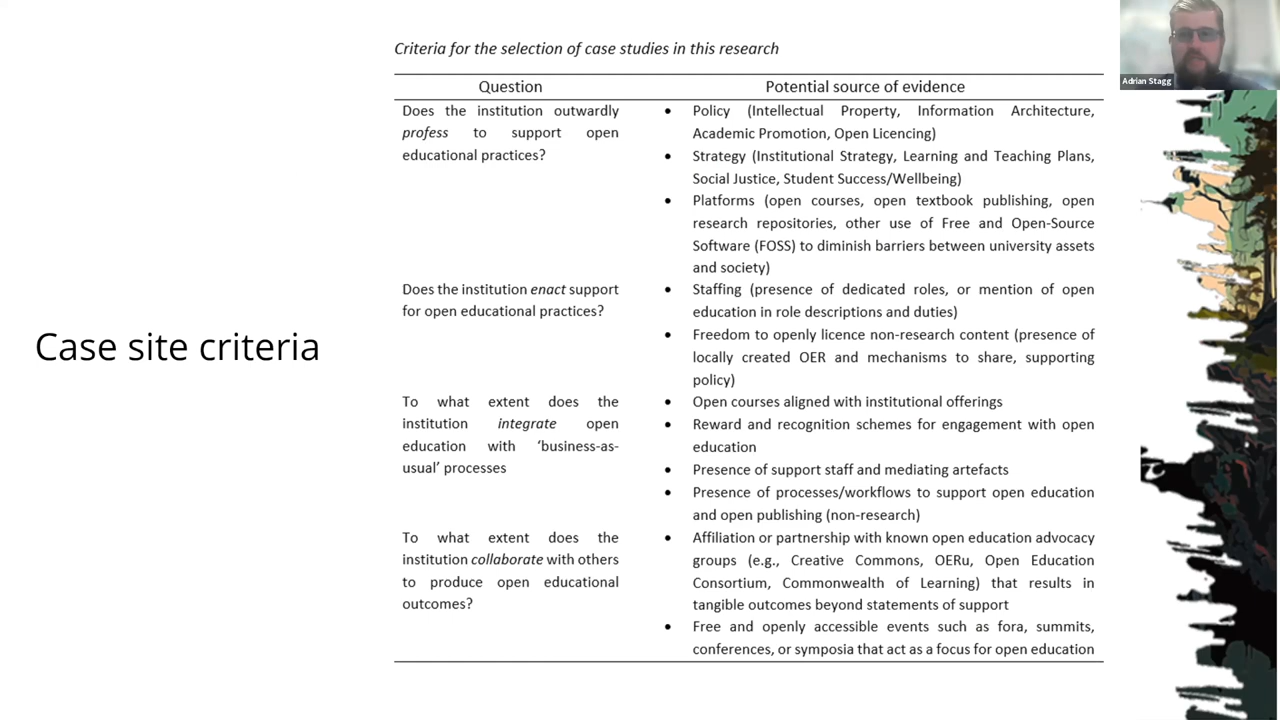 Adrian Stagg
Case site criteria
Criteria for the selection of case studies in this research
Question
Potential source of evidence
Does the institution outwardly
profess to support open
educational practices?
• Policy (Intellectual Property, Information Architecture,
Academic Promotion, Open Licencing)
• Strategy (Institutional Strategy, Learning and Teaching Plans,
Social Justice, Student Success/Wellbeing)
• Platforms (open courses, open textbook publishing, open
research repositories, other use of Free and Open-Source
Software (FOSS) to diminish barriers between university assets
and society)
Does the institution enact support
for open educational practices?
• Staffing (presence of dedicated roles, or mention of open
education in role descriptions and duties)
• Freedom to openly licence non-research content (presence of
locally created OER and mechanisms to share, supporting
policy)
To what extent does the
institution integrate open
education with ‘business-as-
usual’ processes
• Open courses aligned with institutional offerings
• Reward and recognition schemes for engagement with open
education
• Presence of support staff and mediating artefacts
• Presence of processes/workflows to support open education
and open publishing (non-research)
To what extent does the
institution collaborate with others
to produce open educational
outcomes?
• Affiliation or partnership with known open education advocacy
groups (e.g., Creative Commons, OERu, Open Education
Consortium, Commonwealth of Learning) that results in
tangible outcomes beyond statements of support
• Free and openly accessible events such as fora, summits,
conferences, or symposia that act as a focus for open education